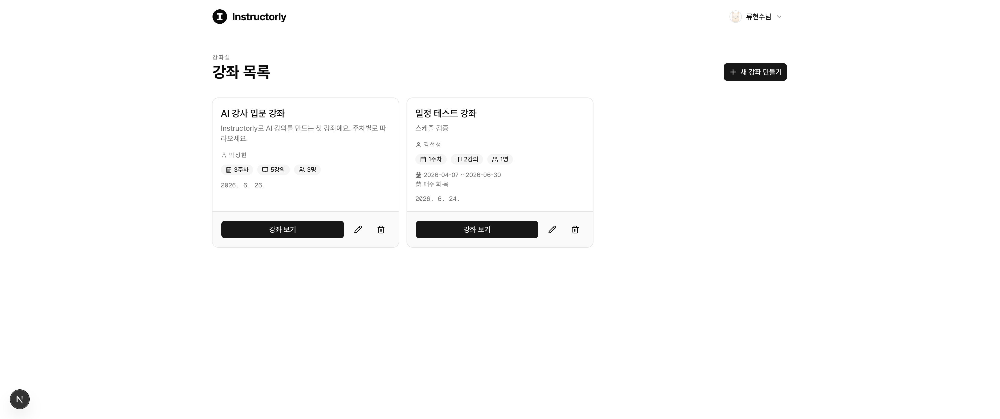 Instructorly
류현수님
강좌실
강좌 목록
새 강좌 만들기
AI 강사 입문 강좌
Instructorly로 AI 강의를 만드는 첫 강좌예요. 주차별로 따
라오세요.
박성현
3주차 5강의 3명
2026. 6. 26.
강좌 보기
일정 테스트 강좌
스케줄 검증
김선생
1주차 2강의 1명
2026-04-07 ~ 2026-06-30
매주 화·목
2026. 6. 24.
강좌 보기
N